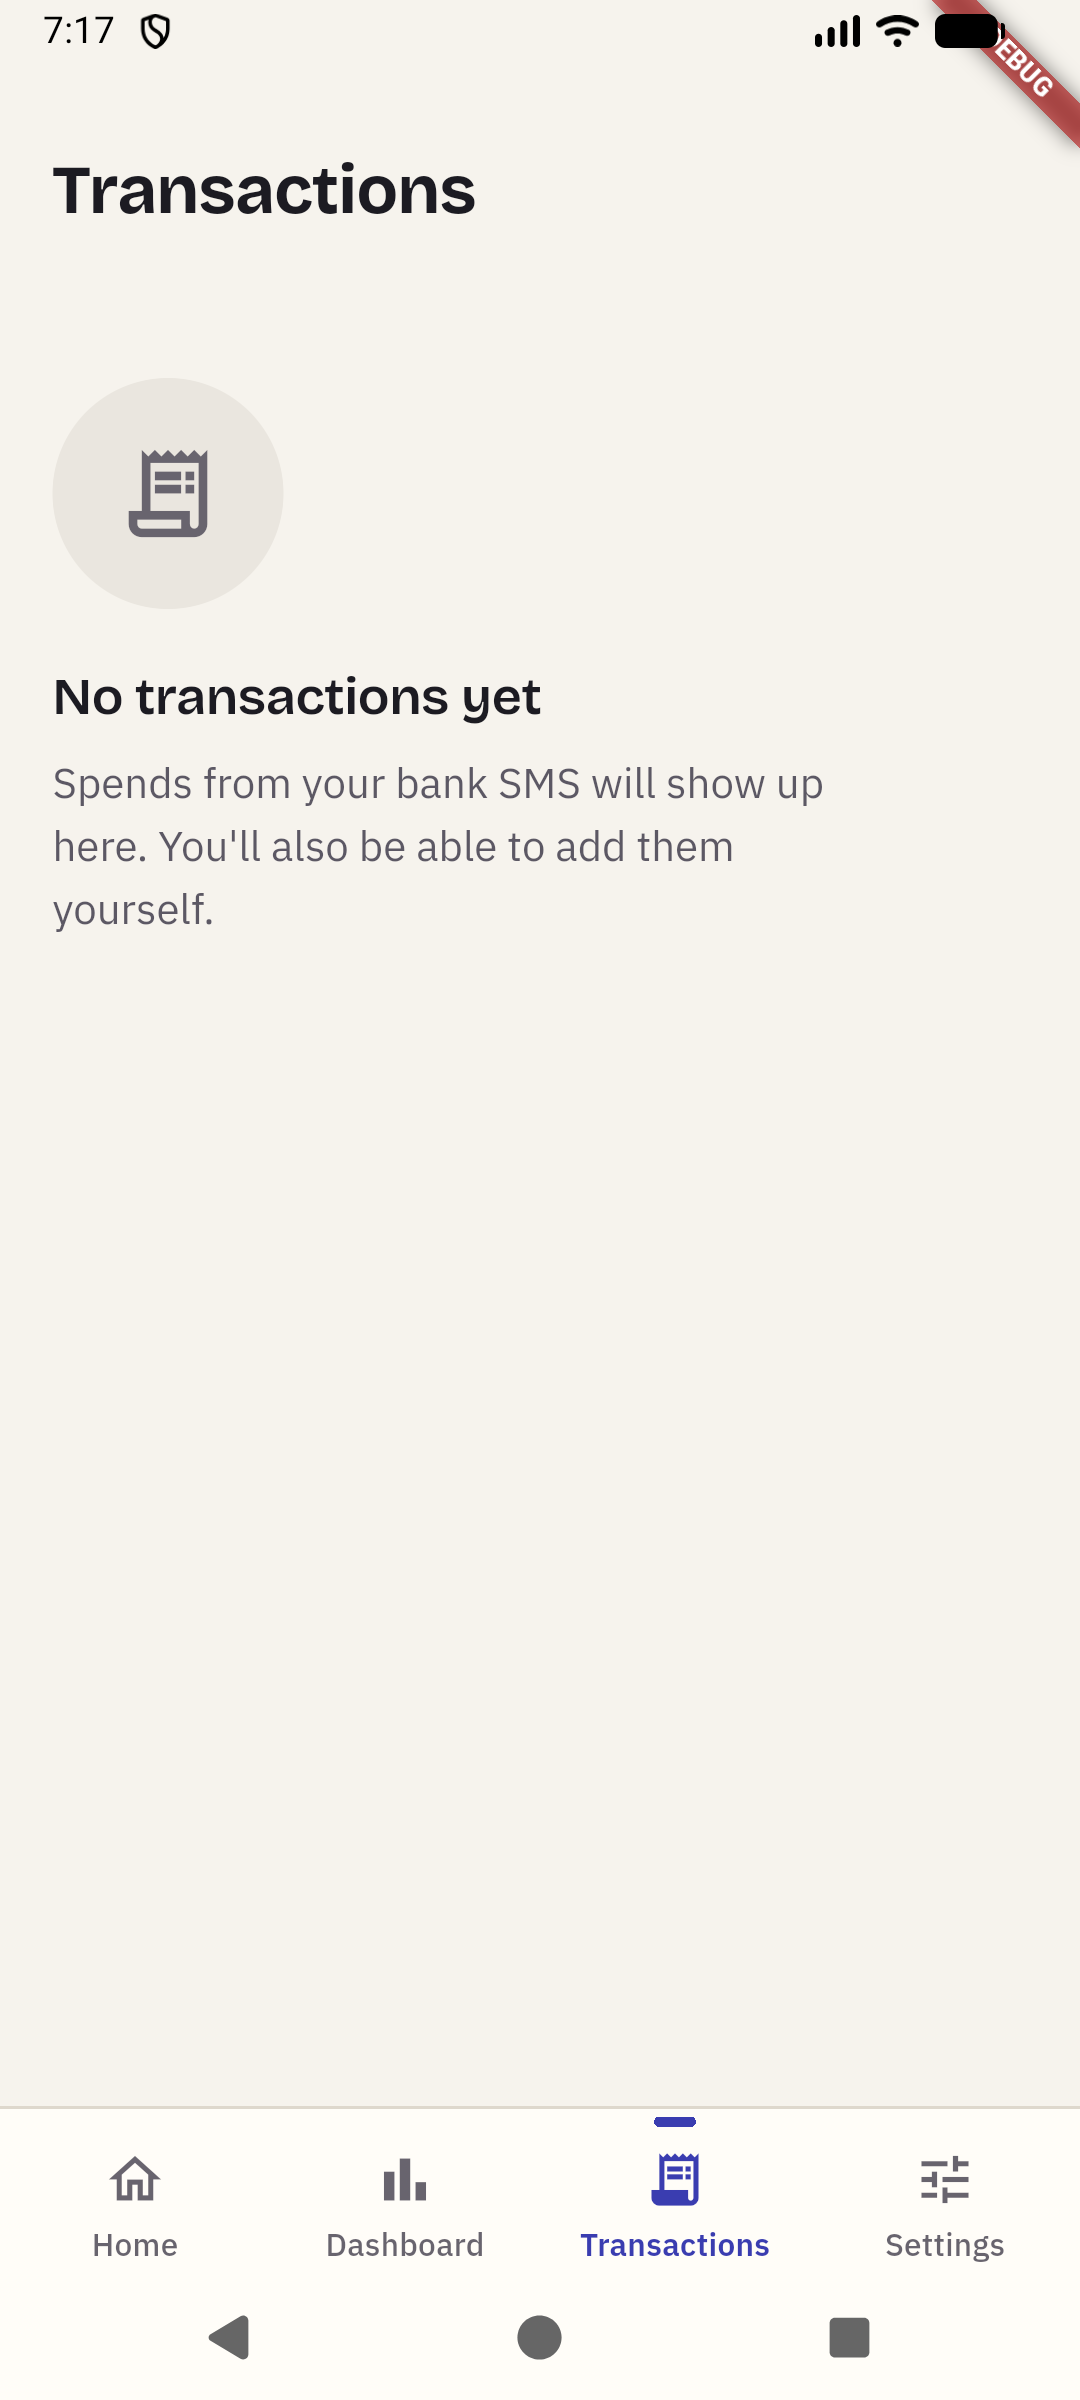 7:17
EBUG
Transactions
No transactions yet
Spends from your bank SMS will show up
here. You'll also be able to add them
yourself.
Home
Dashboard
Transactions
Settings